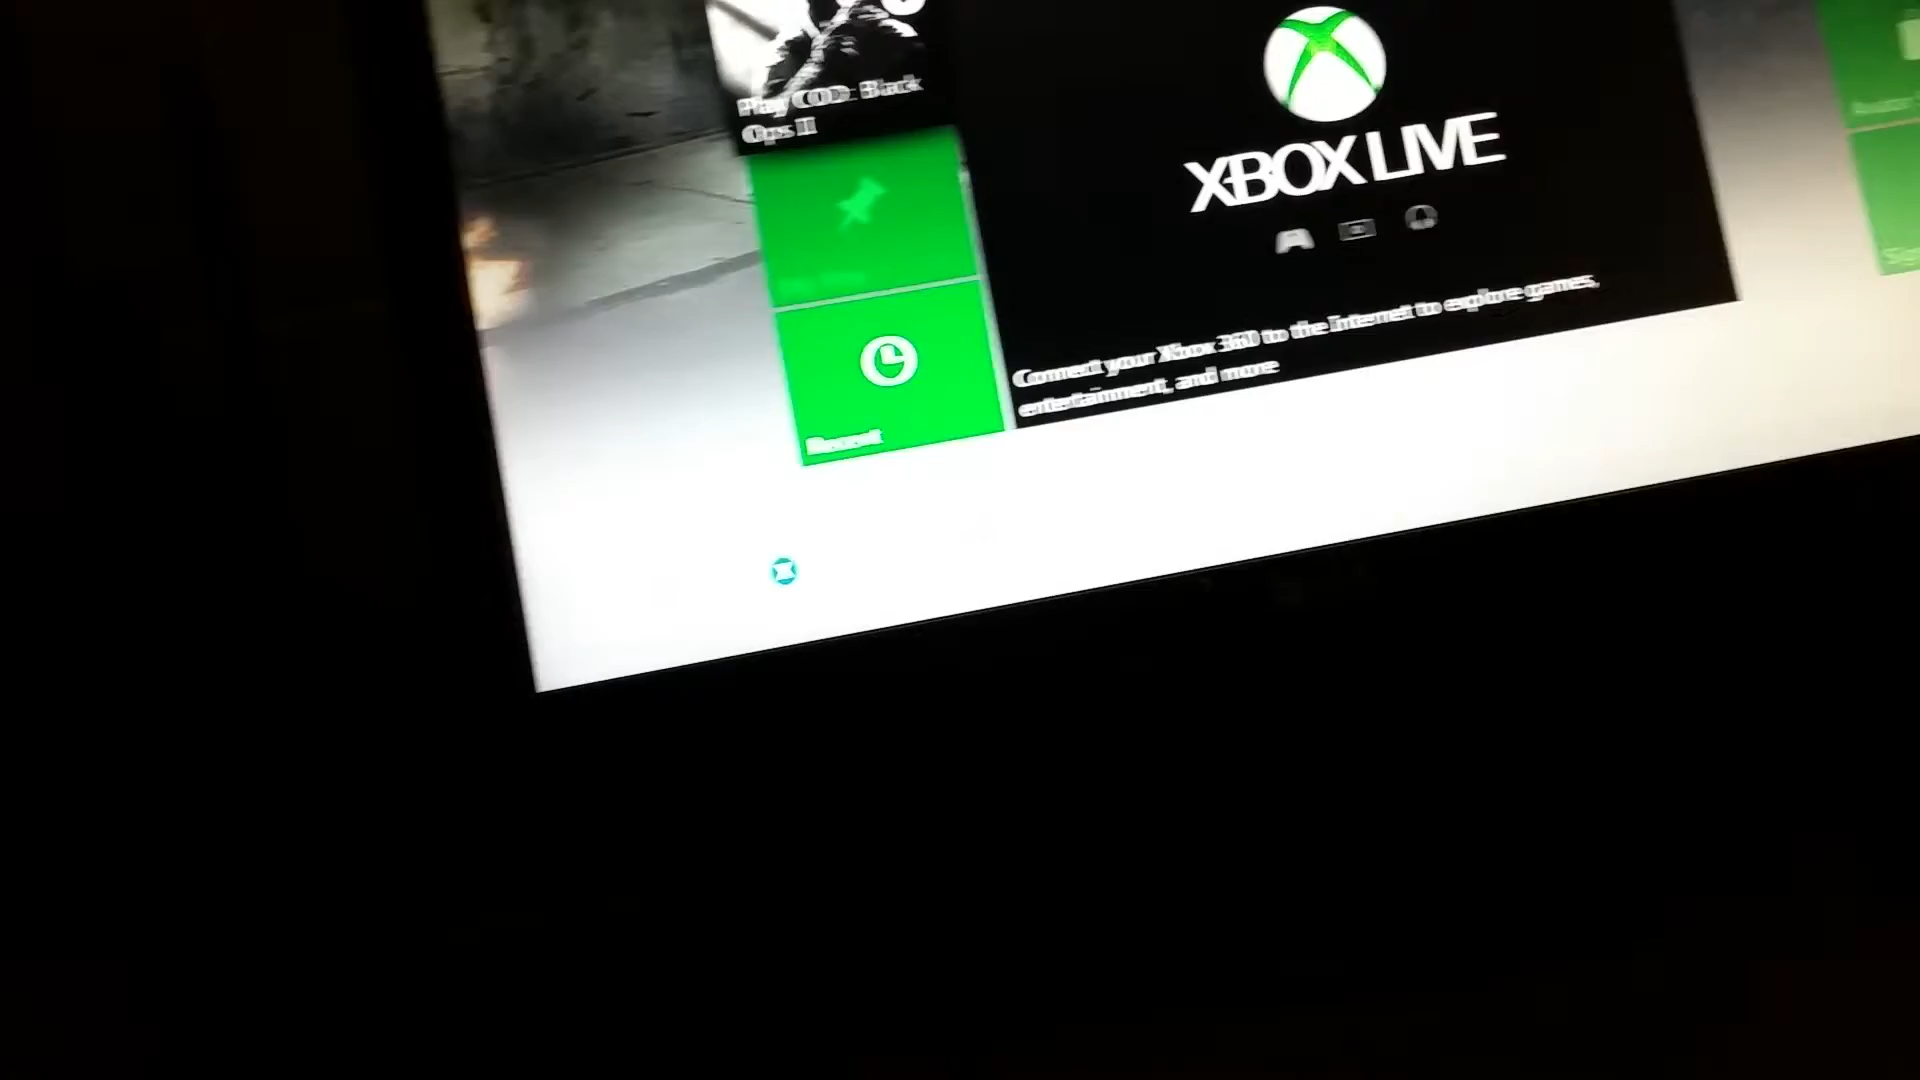 Play COD: Black
Ops II
XBOX LIVE
Connect your Xbox 360 to the Internet to explore games,
entertainment, and more
Recent